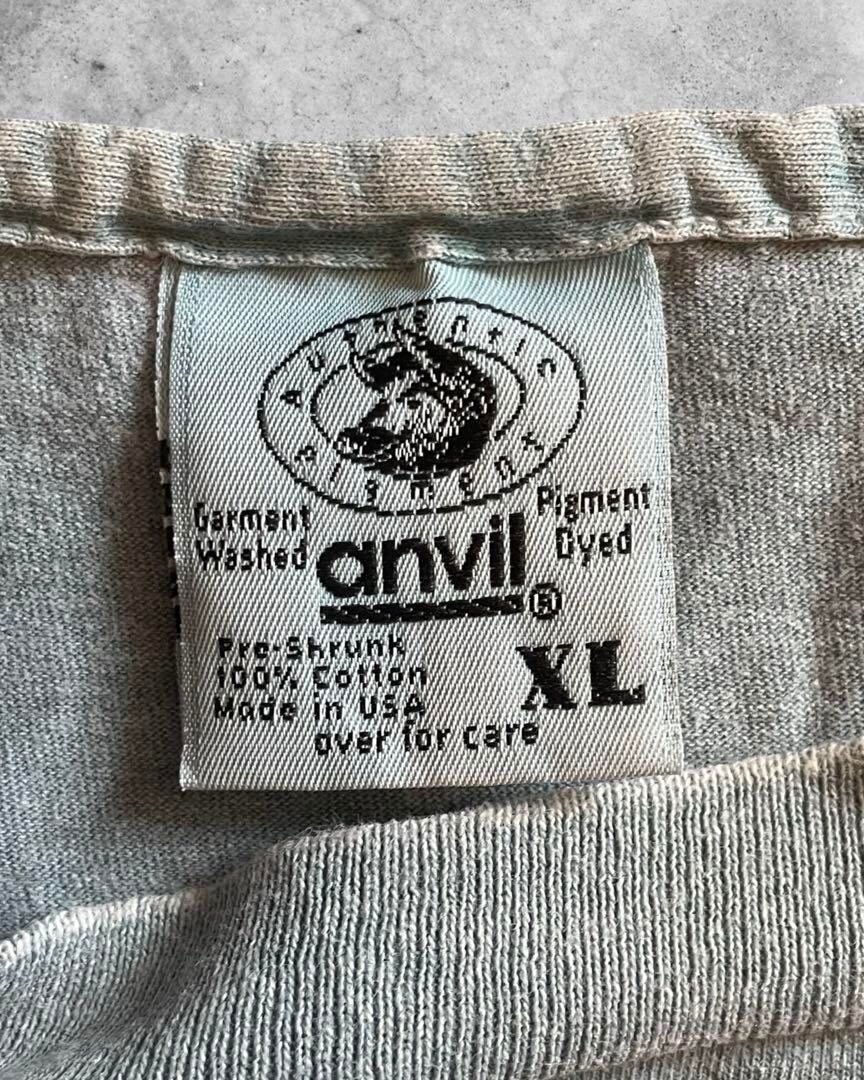 AUTHENTIC
pigment
Garment
Washed
Pigment
Dyed
anvil®
Pre-Shrunk
100% Cotton
Made in USA
XL
over for care